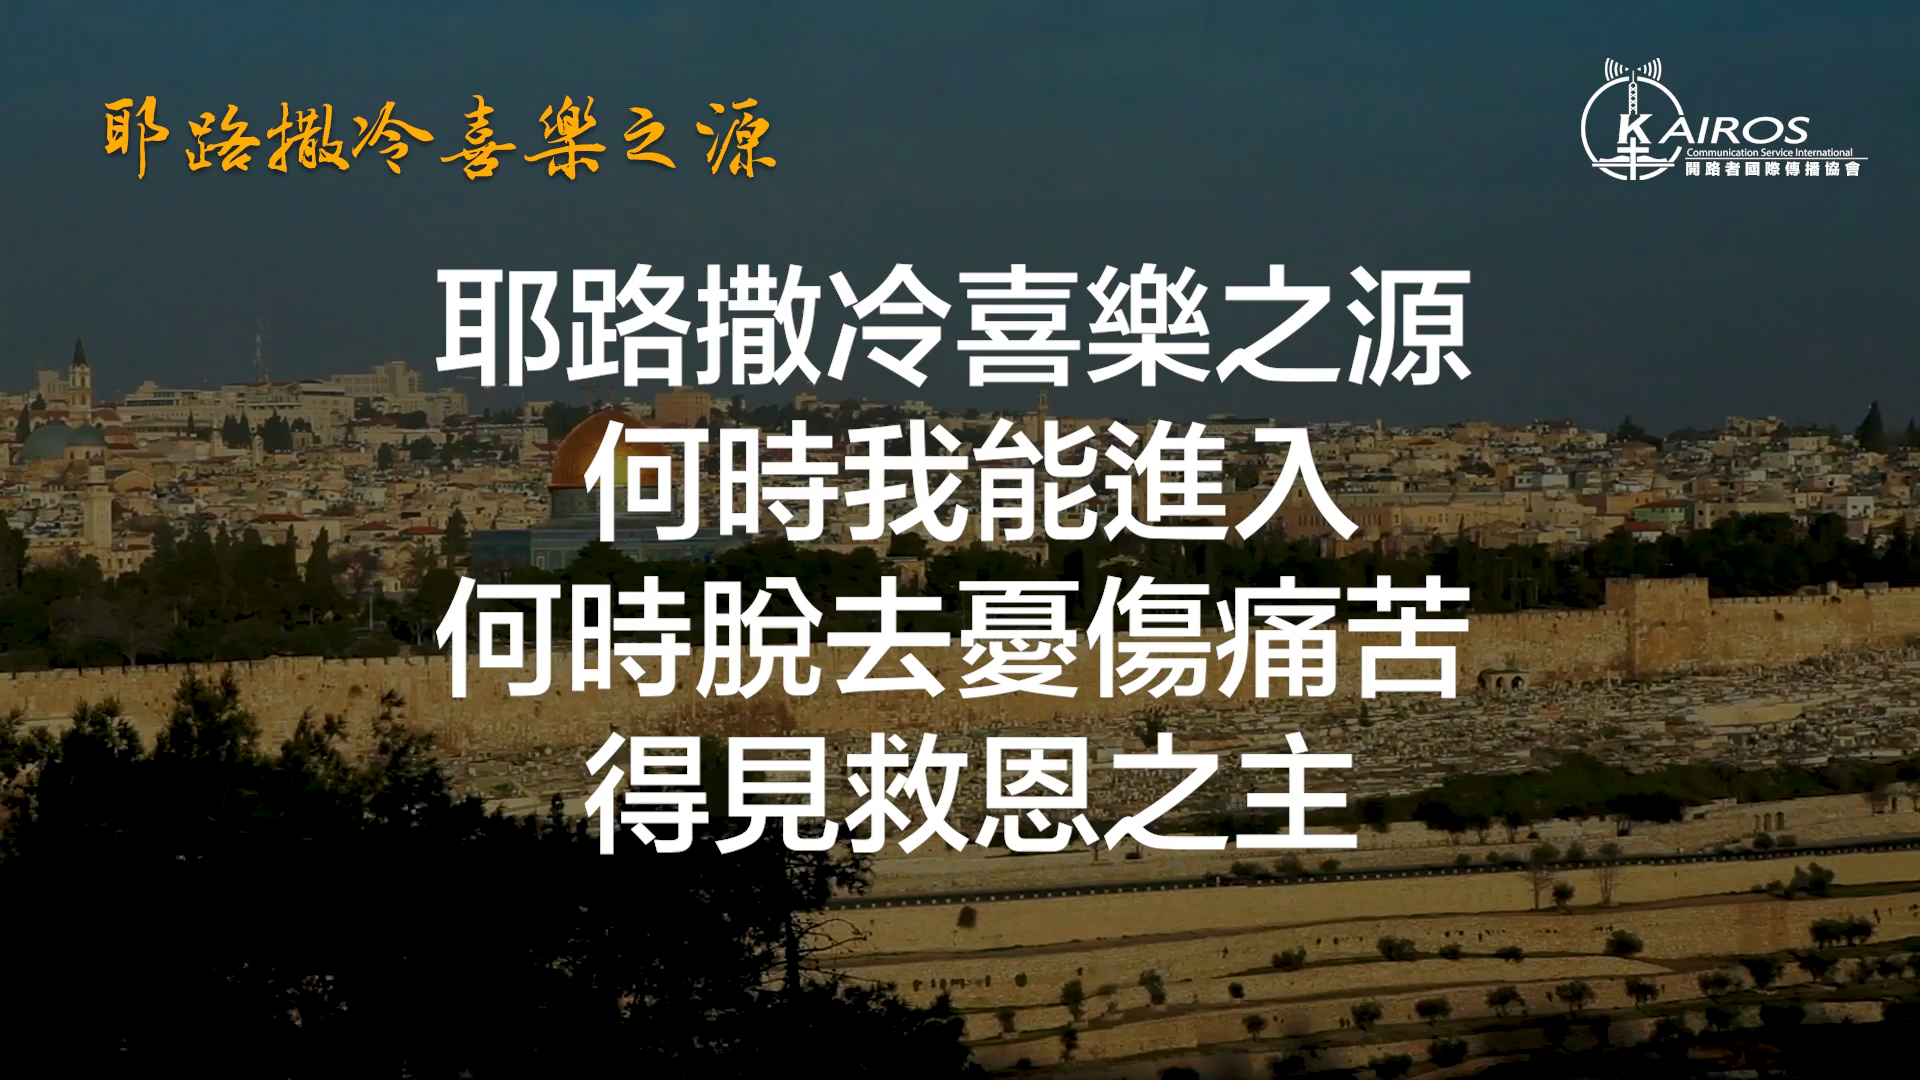 耶路撒冷喜樂之源
KAIROS
Communication Service International
開路者國際傳播協會
耶路撒冷喜樂之源
何時我能進入
何時脫去憂傷痛苦
得見救恩之主